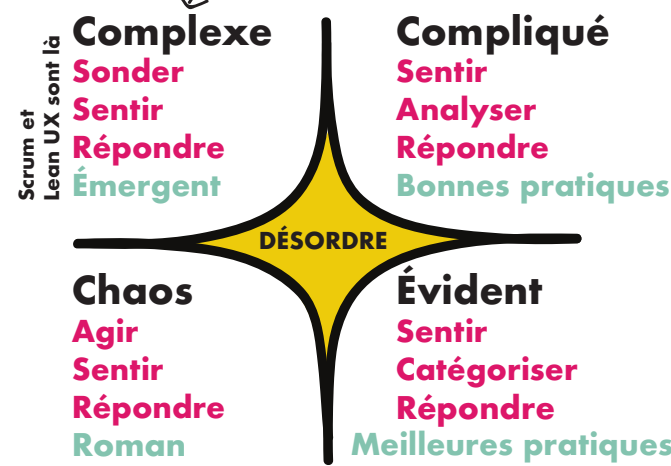 Scrum et
Lean UX sont là
Complexe
Sonder
Sentir
Répondre
Émergent
Compliqué
Sentir
Analyser
Répondre
Bonnes pratiques
DÉSORDRE
Chaos
Agir
Sentir
Répondre
Roman
Évident
Sentir
Catégoriser
Répondre
Meilleures pratiques